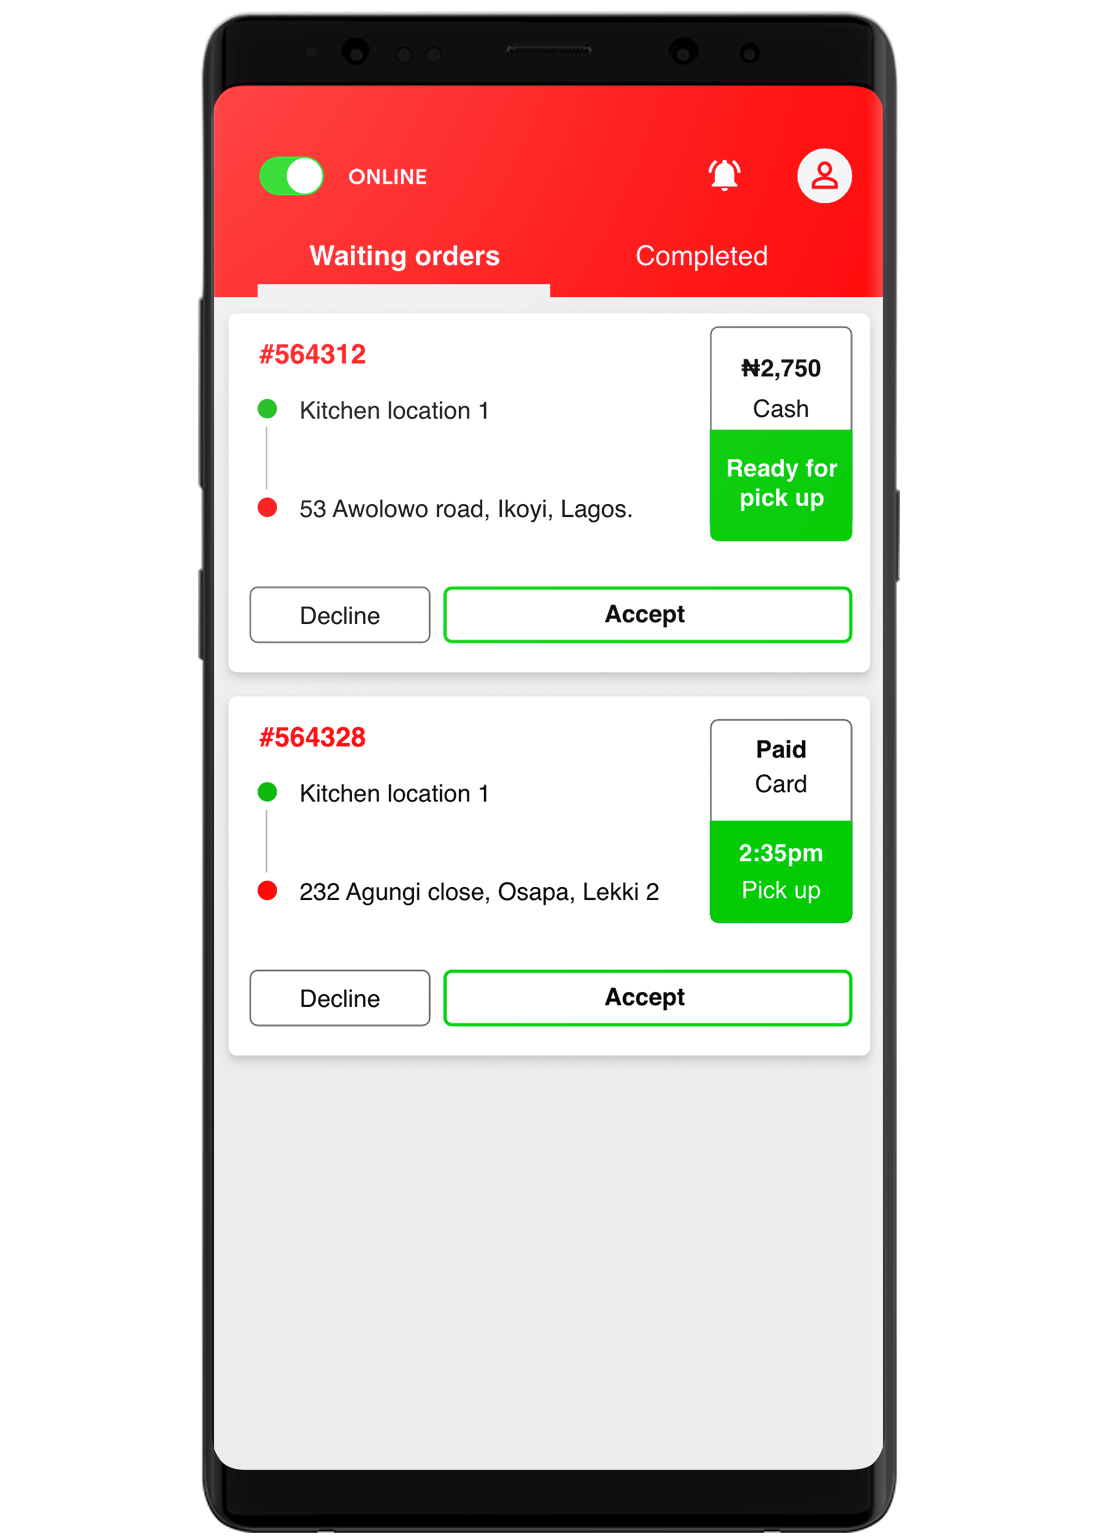 ONLINE
Waiting orders
Completed
#564312
₦2,750
Cash
Kitchen location 1
Ready for
pick up
53 Awolowo road, Ikoyi, Lagos.
Decline
Accept
#564328
Paid
Card
Kitchen location 1
2:35pm
Pick up
232 Agungi close, Osapa, Lekki 2
Decline
Accept